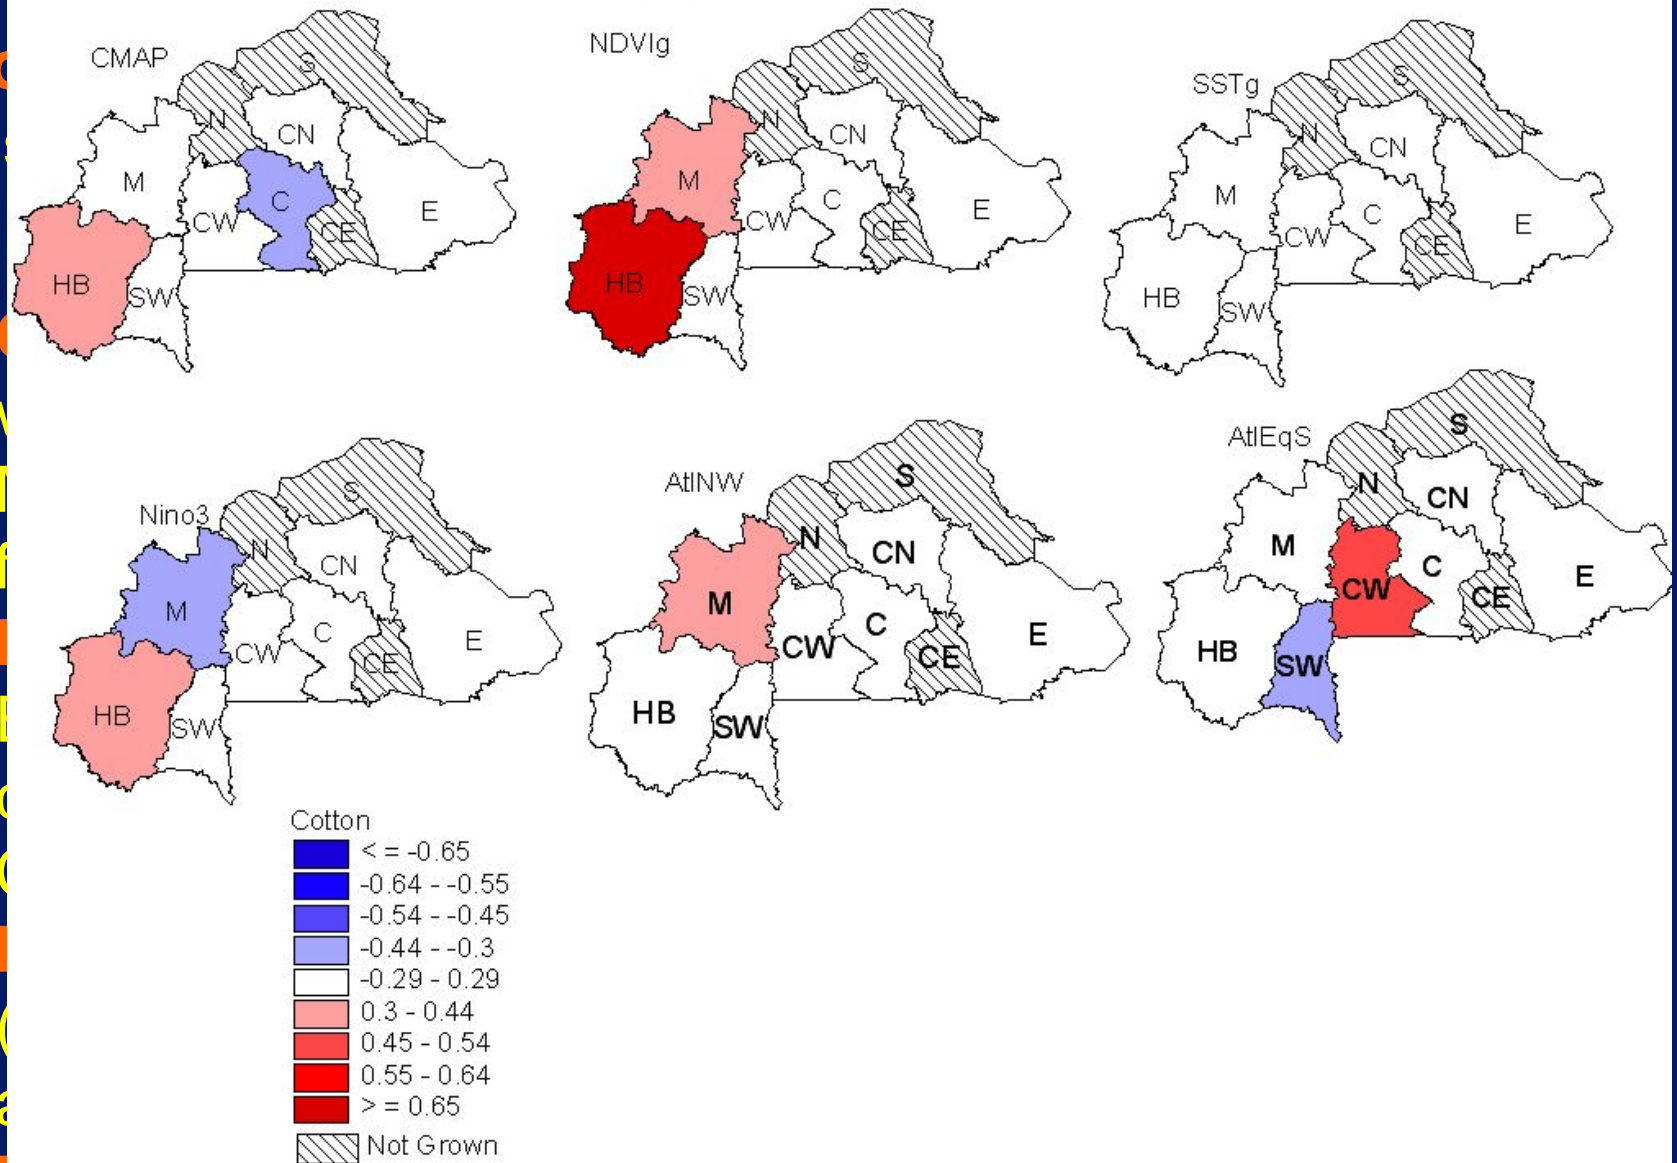 CMAP
S
N
CN
M
C
E
CW
CE
HB
SW
NDVIg
S
N
CN
M
C
E
CW
CE
HB
SW
SSTg
S
N
CN
M
C
E
CW
CE
HB
SW
Nino3
S
N
CN
M
C
E
CW
CE
HB
SW
AtlNW
S
N
CN
M
C
E
CW
CE
HB
SW
AtlEqS
S
N
CN
M
C
E
CW
CE
HB
SW
Cotton
< = -0.65
-0.64 - -0.55
-0.54 - -0.45
-0.44 - -0.3
-0.29 - 0.29
0.3 - 0.44
0.45 - 0.54
0.55 - 0.64
> = 0.65
Not Grown